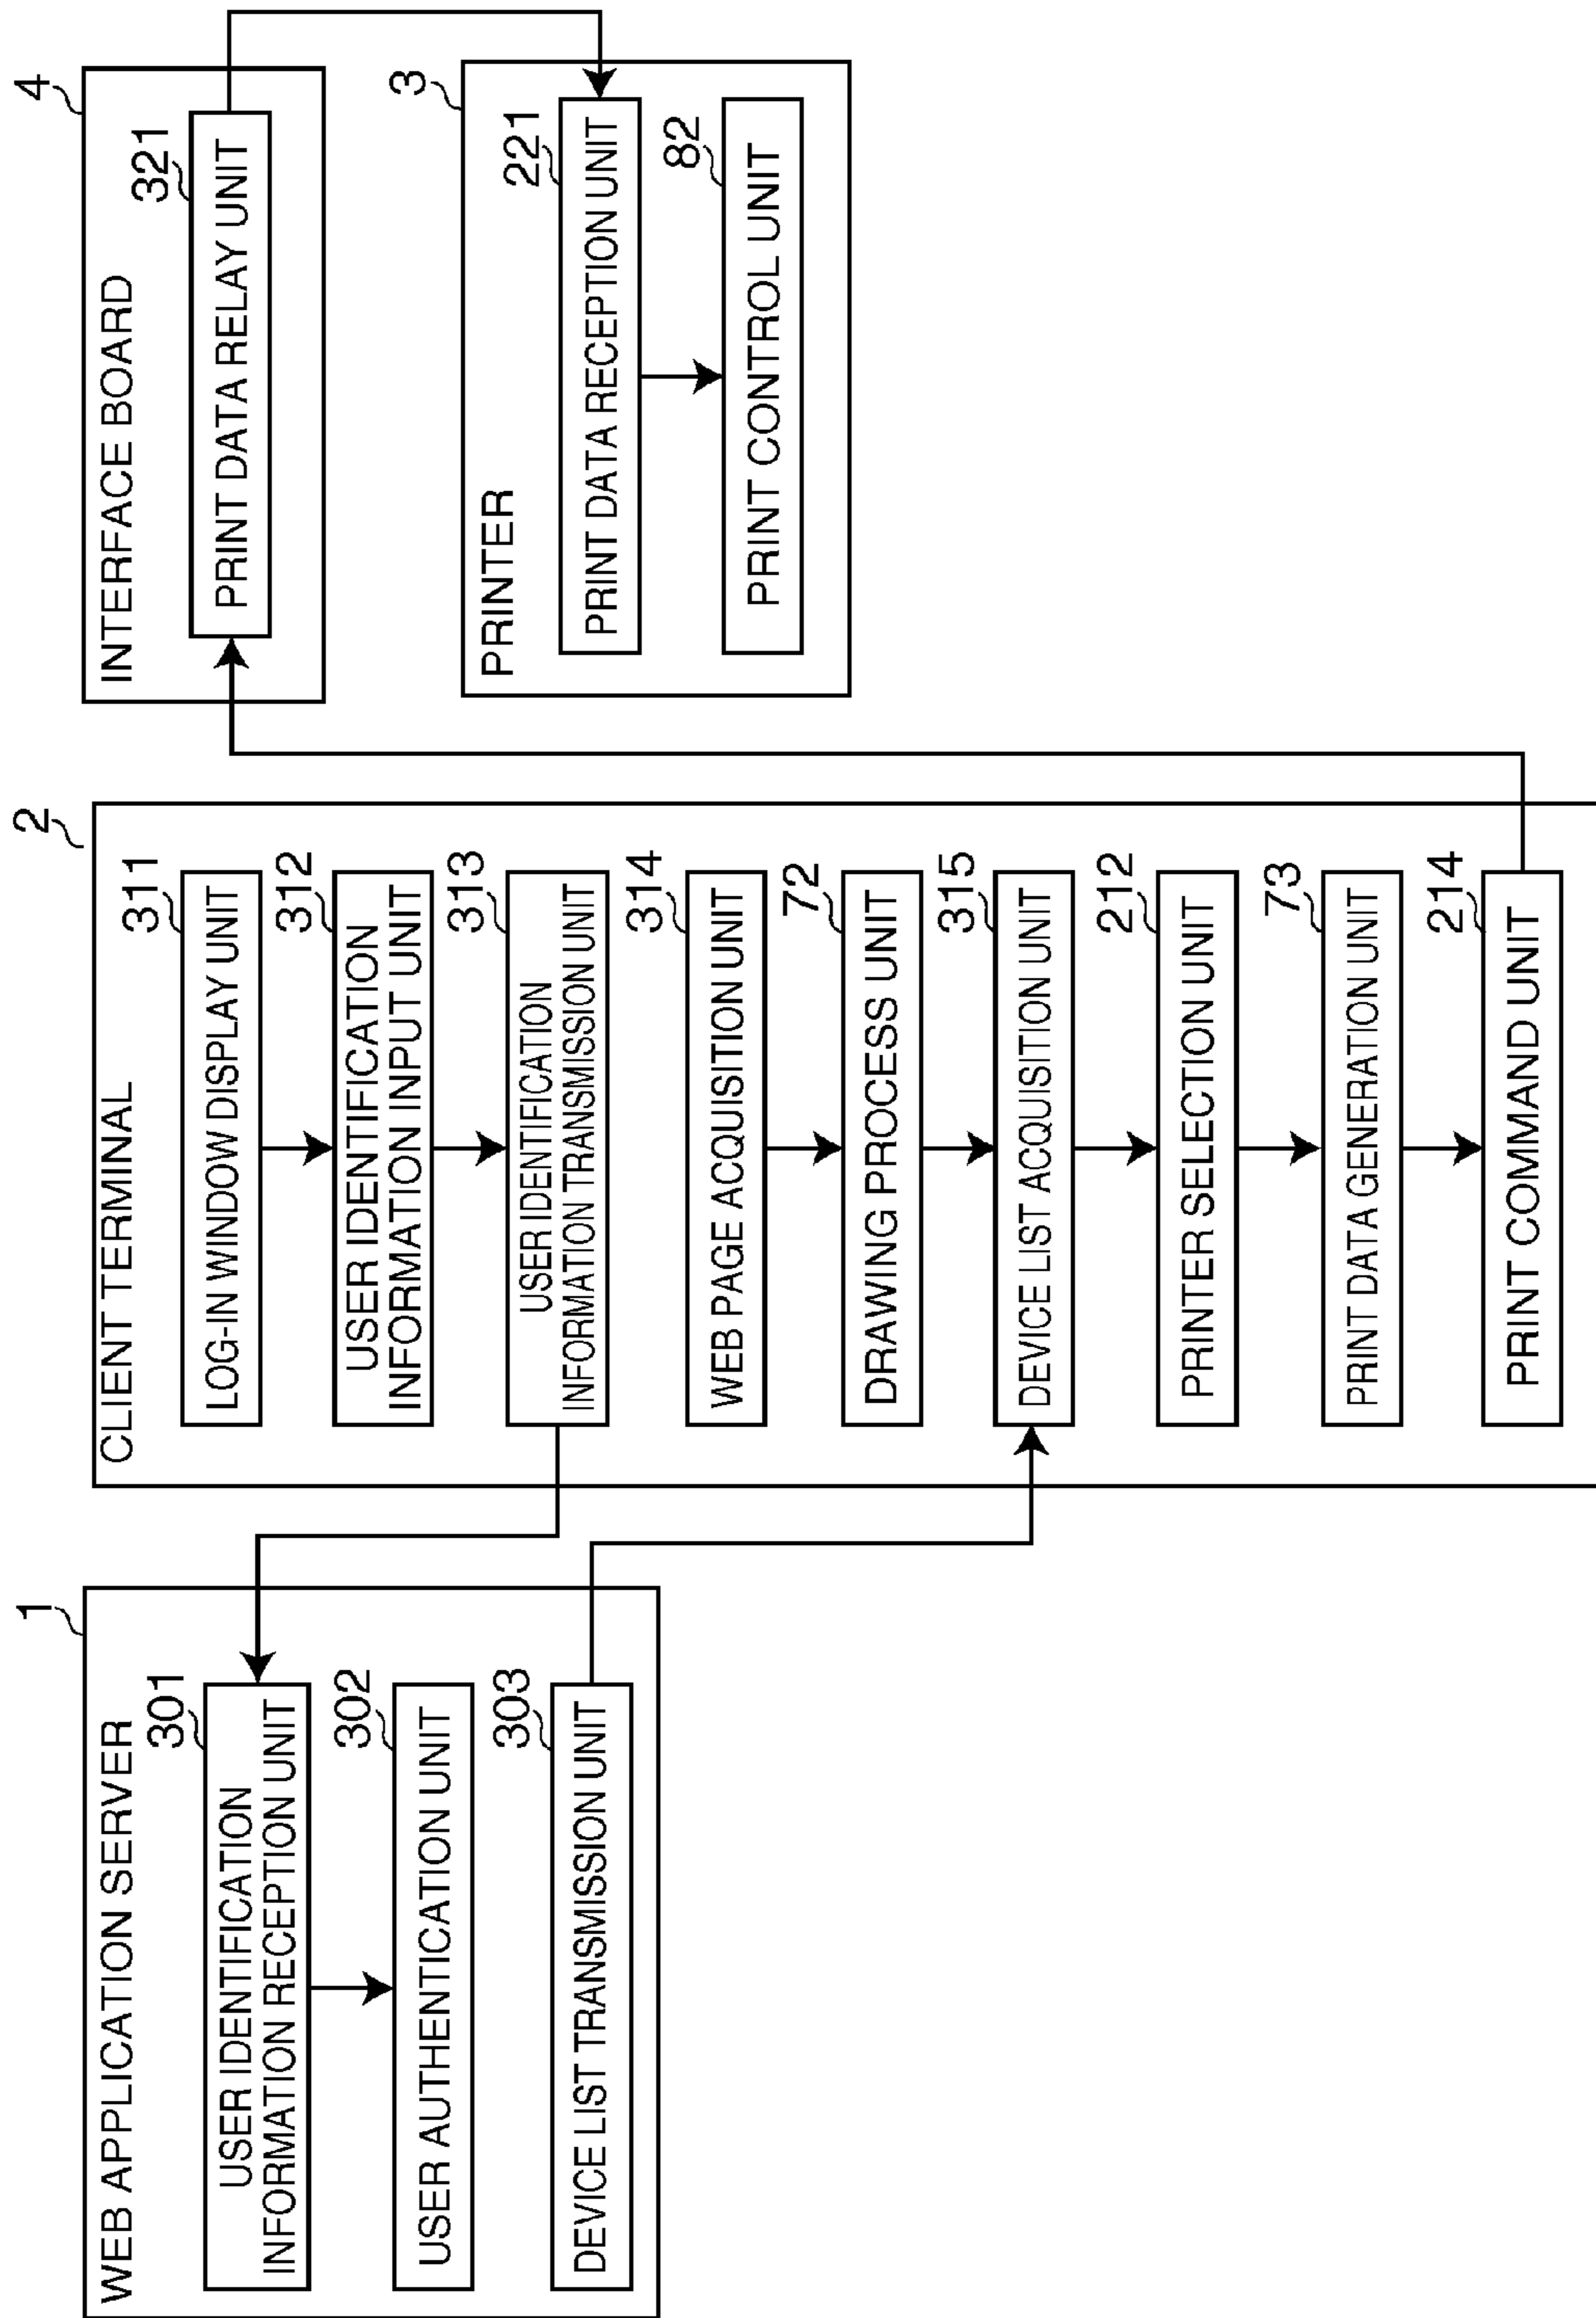 1
WEB APPLICATION SERVER
301
USER IDENTIFICATION
INFORMATION RECEPTION UNIT
302
USER AUTHENTICATION UNIT
303
DEVICE LIST TRANSMISSION UNIT
2
CLIENT TERMINAL
311
LOG-IN WINDOW DISPLAY UNIT
312
USER IDENTIFICATION
INFORMATION INPUT UNIT
313
USER IDENTIFICATION
INFORMATION TRANSMISSION UNIT
314
WEB PAGE ACQUISITION UNIT
72
DRAWING PROCESS UNIT
315
DEVICE LIST ACQUISITION UNIT
212
PRINTER SELECTION UNIT
73
PRINT DATA GENERATION UNIT
214
PRINT COMMAND UNIT
4
INTERFACE BOARD
321
PRINT DATA RELAY UNIT
3
PRINTER
221
PRINT DATA RECEPTION UNIT
82
PRINT CONTROL UNIT